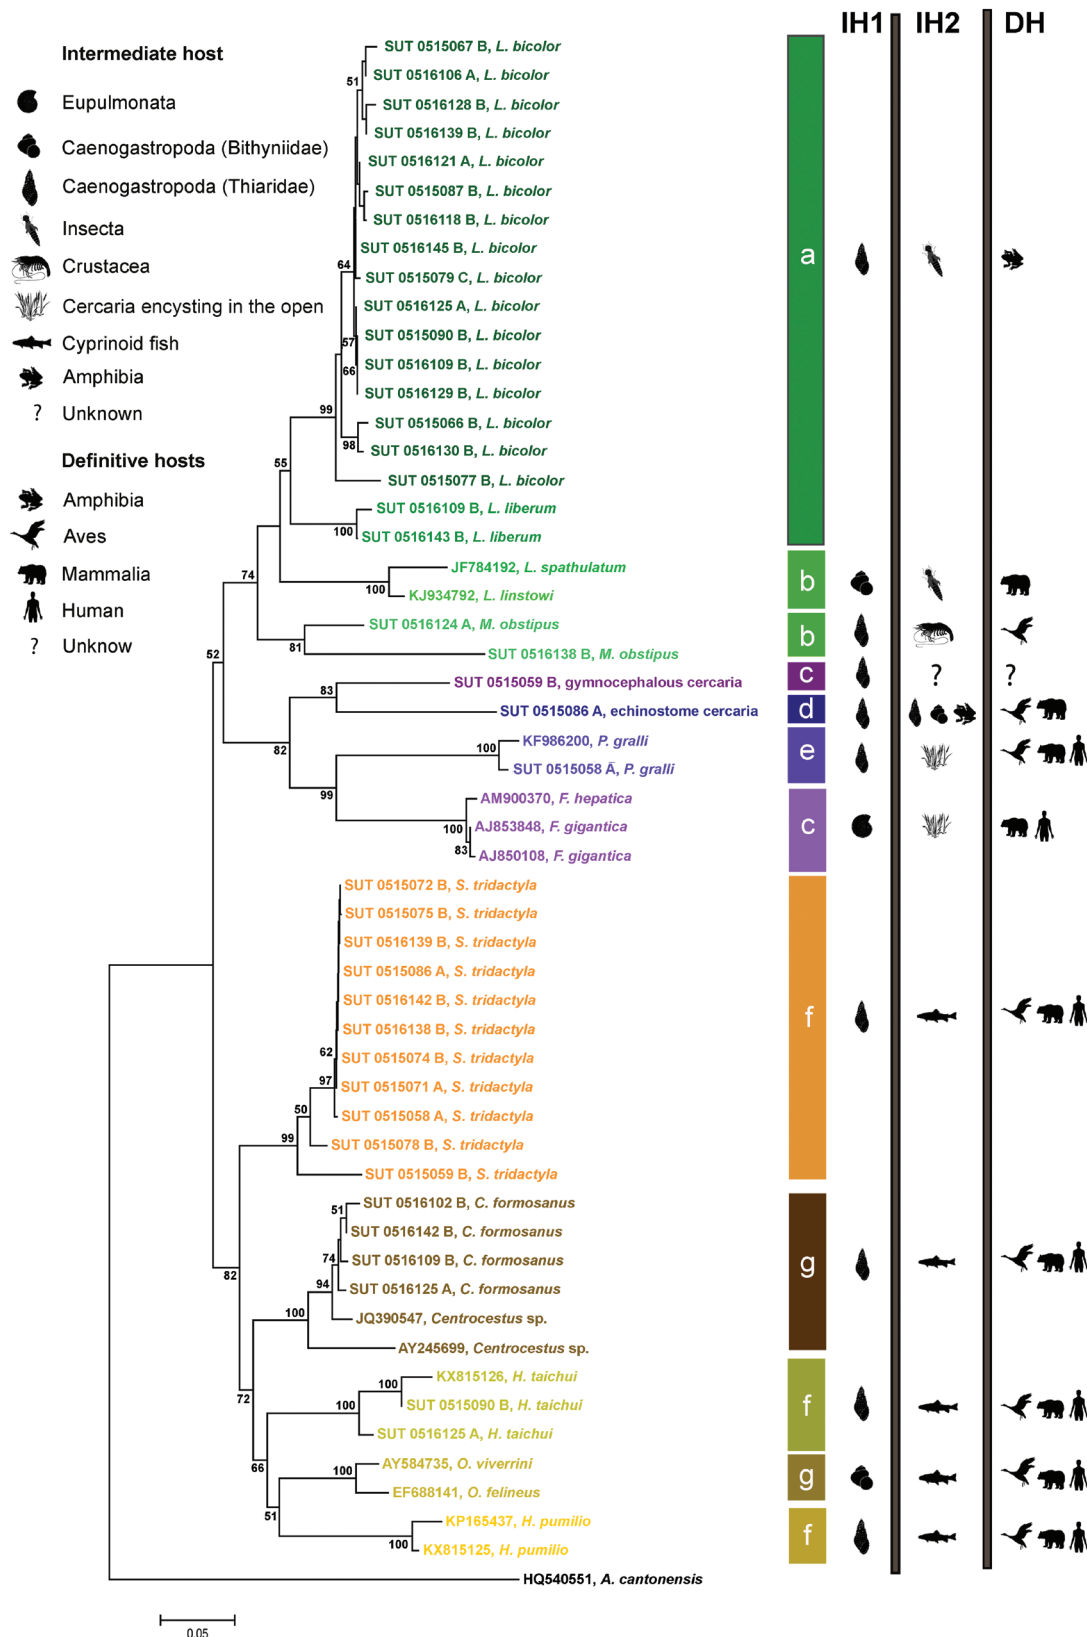 IH1 IH2 DH
Intermediate host
Eupulmonata
Caenogastropoda (Bithyniidae)
Caenogastropoda (Thiaridae)
Insecta
Crustacea
Cercaria encysting in the open
Cyprinoid fish
Amphibia
? Unknown
Definitive hosts
Amphibia
Aves
Mammalia
Human
? Unknow
SUT 0515067 B, L. bicolor
51
SUT 0516106 A, L. bicolor
SUT 0516128 B, L. bicolor
SUT 0516139 B, L. bicolor
SUT 0516121 A, L. bicolor
SUT 0515087 B, L. bicolor
SUT 0516118 B, L. bicolor
SUT 0516145 B, L. bicolor
a
64
SUT 0515079 C, L. bicolor
SUT 0516125 A, L. bicolor
SUT 0515090 B, L. bicolor
57
SUT 0516109 B, L. bicolor
66
SUT 0516129 B, L. bicolor
99
SUT 0515066 B, L. bicolor
98
SUT 0516130 B, L. bicolor
55
SUT 0515077 B, L. bicolor
SUT 0516109 B, L. liberum
100
SUT 0516143 B, L. liberum
JF784192, L. spathulatum
74
b
100
KJ934792, L. linstowi
SUT 0516124 A, M. obstipus
b
81
SUT 0516138 B, M. obstipus
52
c ? ?
SUT 0515059 B, gymnocephalous cercaria
83
SUT 0515086 A, echinostome cercaria
d
KF986200, P. gralli
82
100
e
SUT 0515058 A, P. gralli
99
AM900370, F. hepatica
100
AJ853848, F. gigantica
c
83
AJ850108, F. gigantica
SUT 0515072 B, S. tridactyla
SUT 0515075 B, S. tridactyla
SUT 0516139 B, S. tridactyla
SUT 0515086 A, S. tridactyla
SUT 0516142 B, S. tridactyla
f
SUT 0516138 B, S. tridactyla
62
SUT 0515074 B, S. tridactyla
97
SUT 0515071 A, S. tridactyla
50
SUT 0515058 A, S. tridactyla
99
SUT 0515078 B, S. tridactyla
SUT 0515059 B, S. tridactyla
SUT 0516102 B, C. formosanus
51
SUT 0516142 B, C. formosanus
74
SUT 0516109 B, C. formosanus
g
82
94
SUT 0516125 A, C. formosanus
100
JQ390547, Centrocestus sp.
AY245699, Centrocestus sp.
KX815126, H. taichui
100
72
100
SUT 0515090 B, H. taichui
f
SUT 0516125 A, H. taichui
66
AY584735, O. viverrini
100
g
EF688141, O. felineus
51
KP165437, H. pumilio
f
100
KX815125, H. pumilio
HQ540551, A. cantonensis
0.05